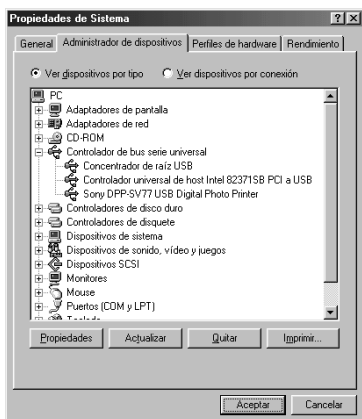 Propiedades de Sistema
General Administrador de dispositivos Perfiles de hardware Rendimiento
Ver dispositivos por tipo Ver dispositivos por conexión
PC
Adaptadores de pantalla
Adaptadores de red
CD-ROM
Controlador de bus serie universal
Concentrador de raíz USB
Controlador universal de host Intel 82371SB PCI a USB
Sony DPP-SV77 USB Digital Photo Printer
Controladores de disco duro
Controladores de disquete
Dispositivos de sistema
Dispositivos de sonido, vídeo y juegos
Dispositivos SCSI
Monitores
Mouse
Puertos (COM y LPT)
Propiedades Actualizar Quitar Imprimir...
Aceptar Cancelar